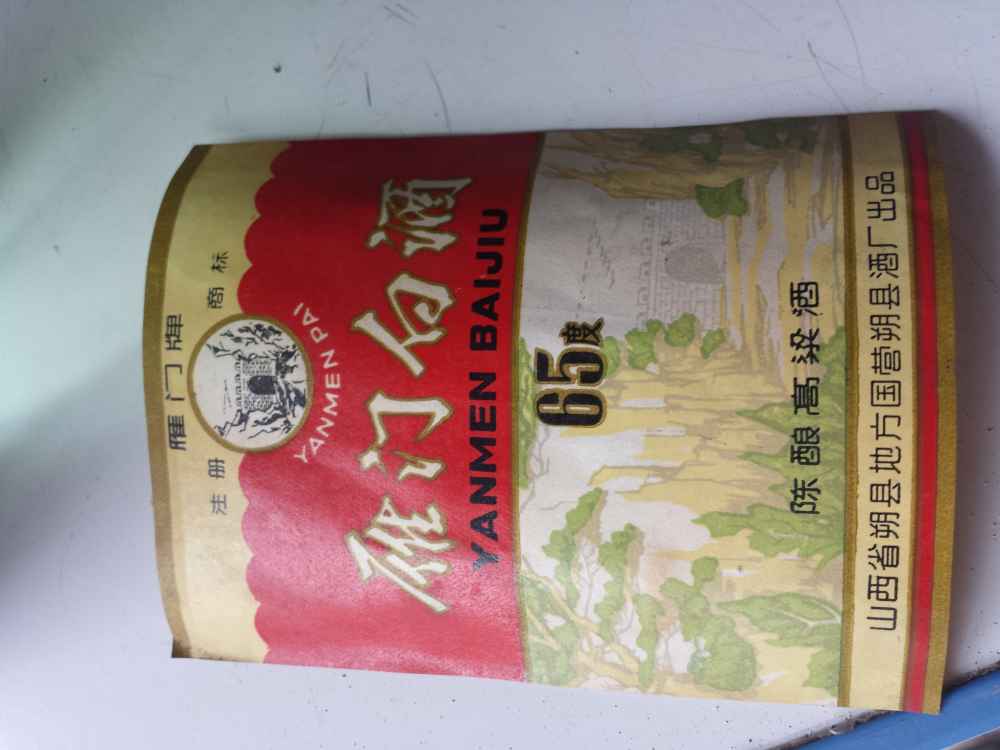 雁门牌
注册 商标
YANMEN PAI
雁门白酒
YANMEN BAIJIU
65度
陈酿高粱酒
山西省朔县地方国营朔县酒厂出品